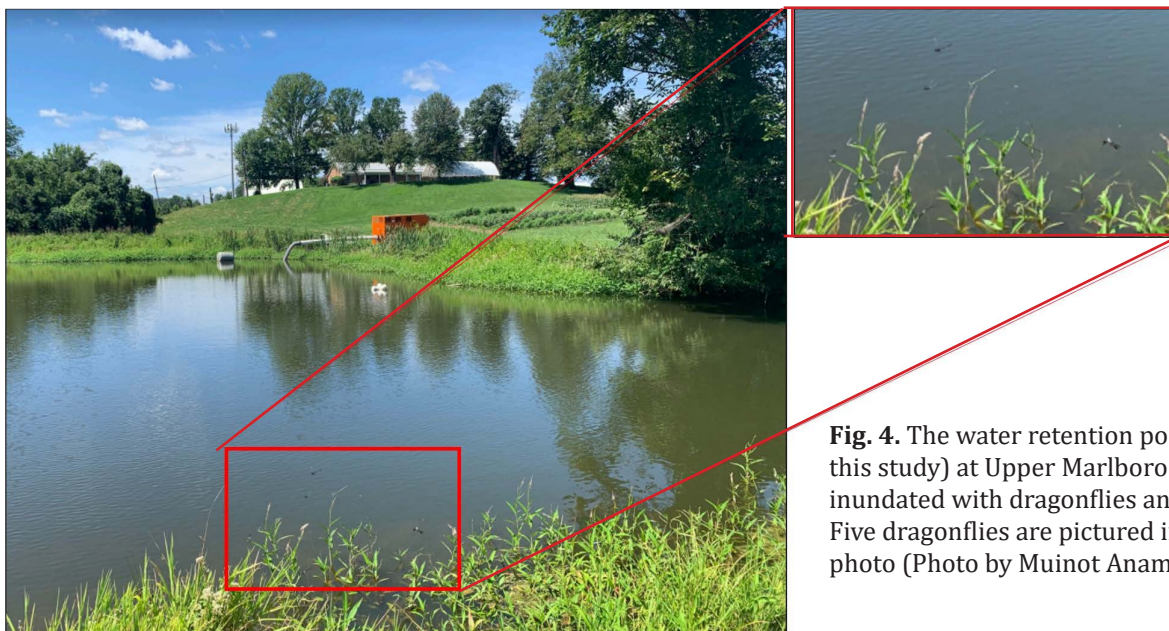 Fig. 4. The water retention po
this study) at Upper Marlboro
inundated with dragonflies an
Five dragonflies are pictured i
photo (Photo by Muinot Anam